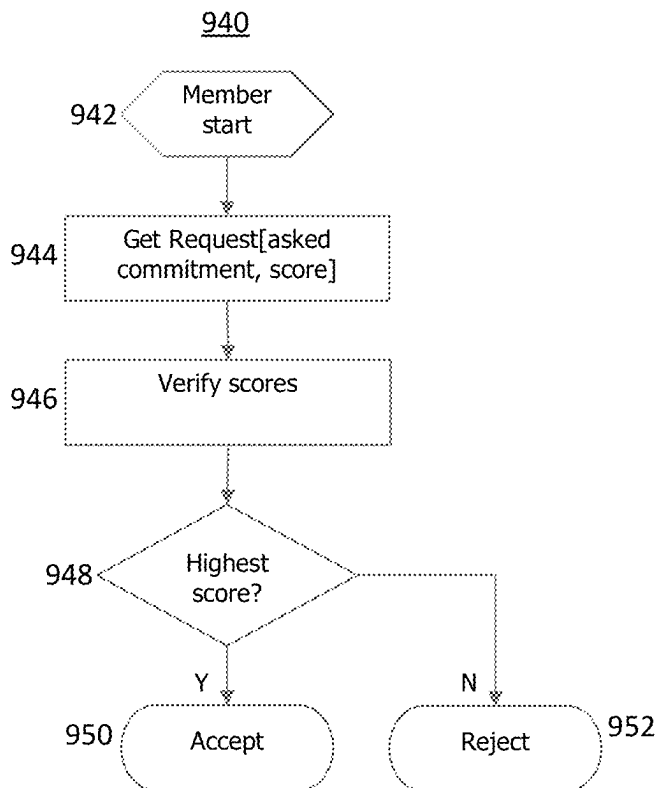 940
942
Member
start
944
Get Request[asked
commitment, score]
946
Verify scores
948
Highest
score?
Y
N
950
Accept
Reject
952